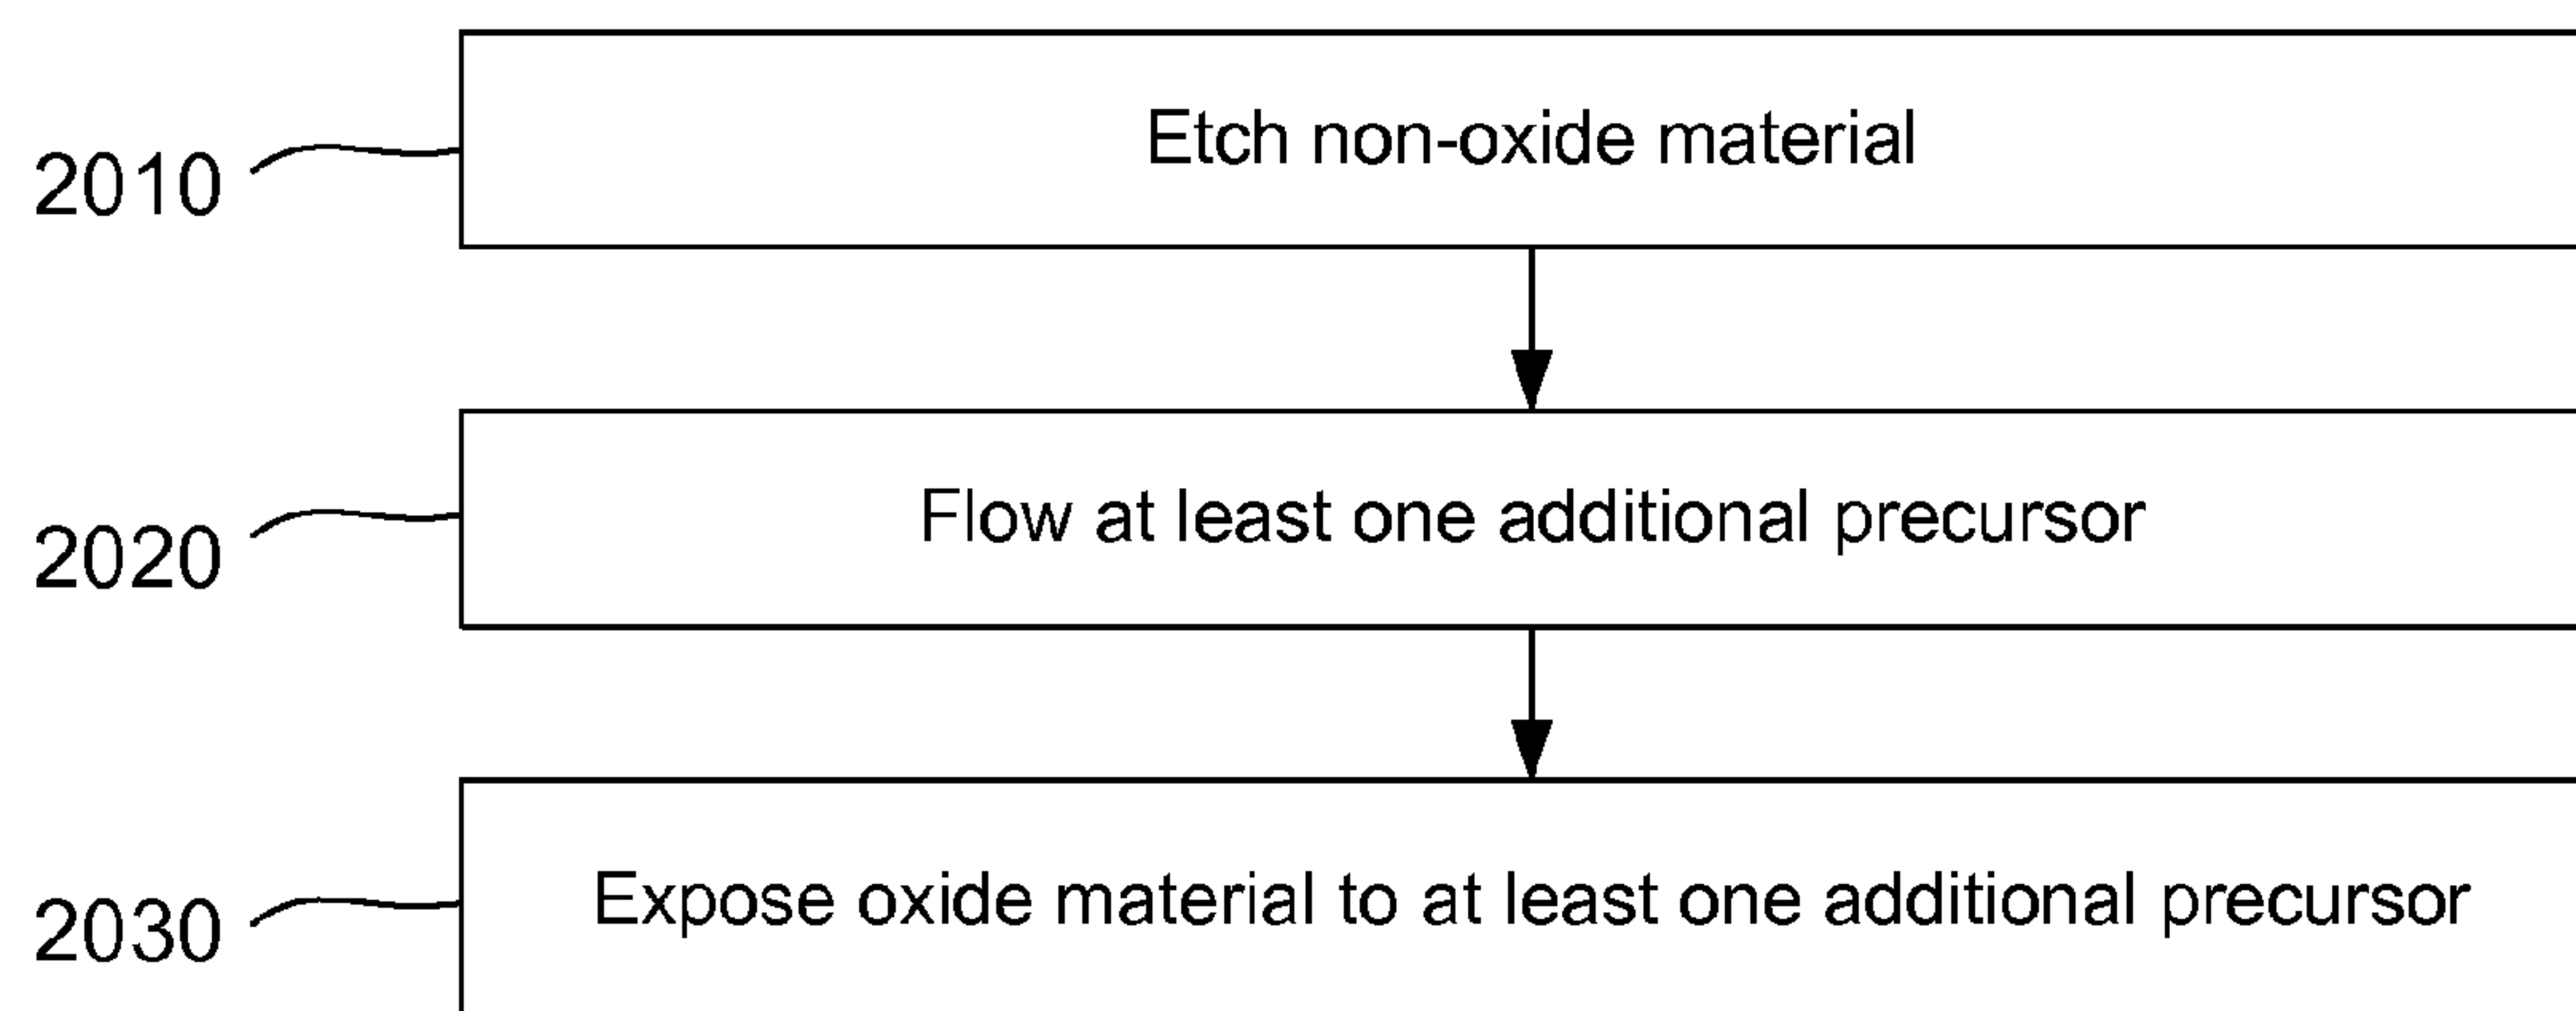 2010
Etch non-oxide material
2020
Flow at least one additional precursor
2030
Expose oxide material to at least one additional precursor